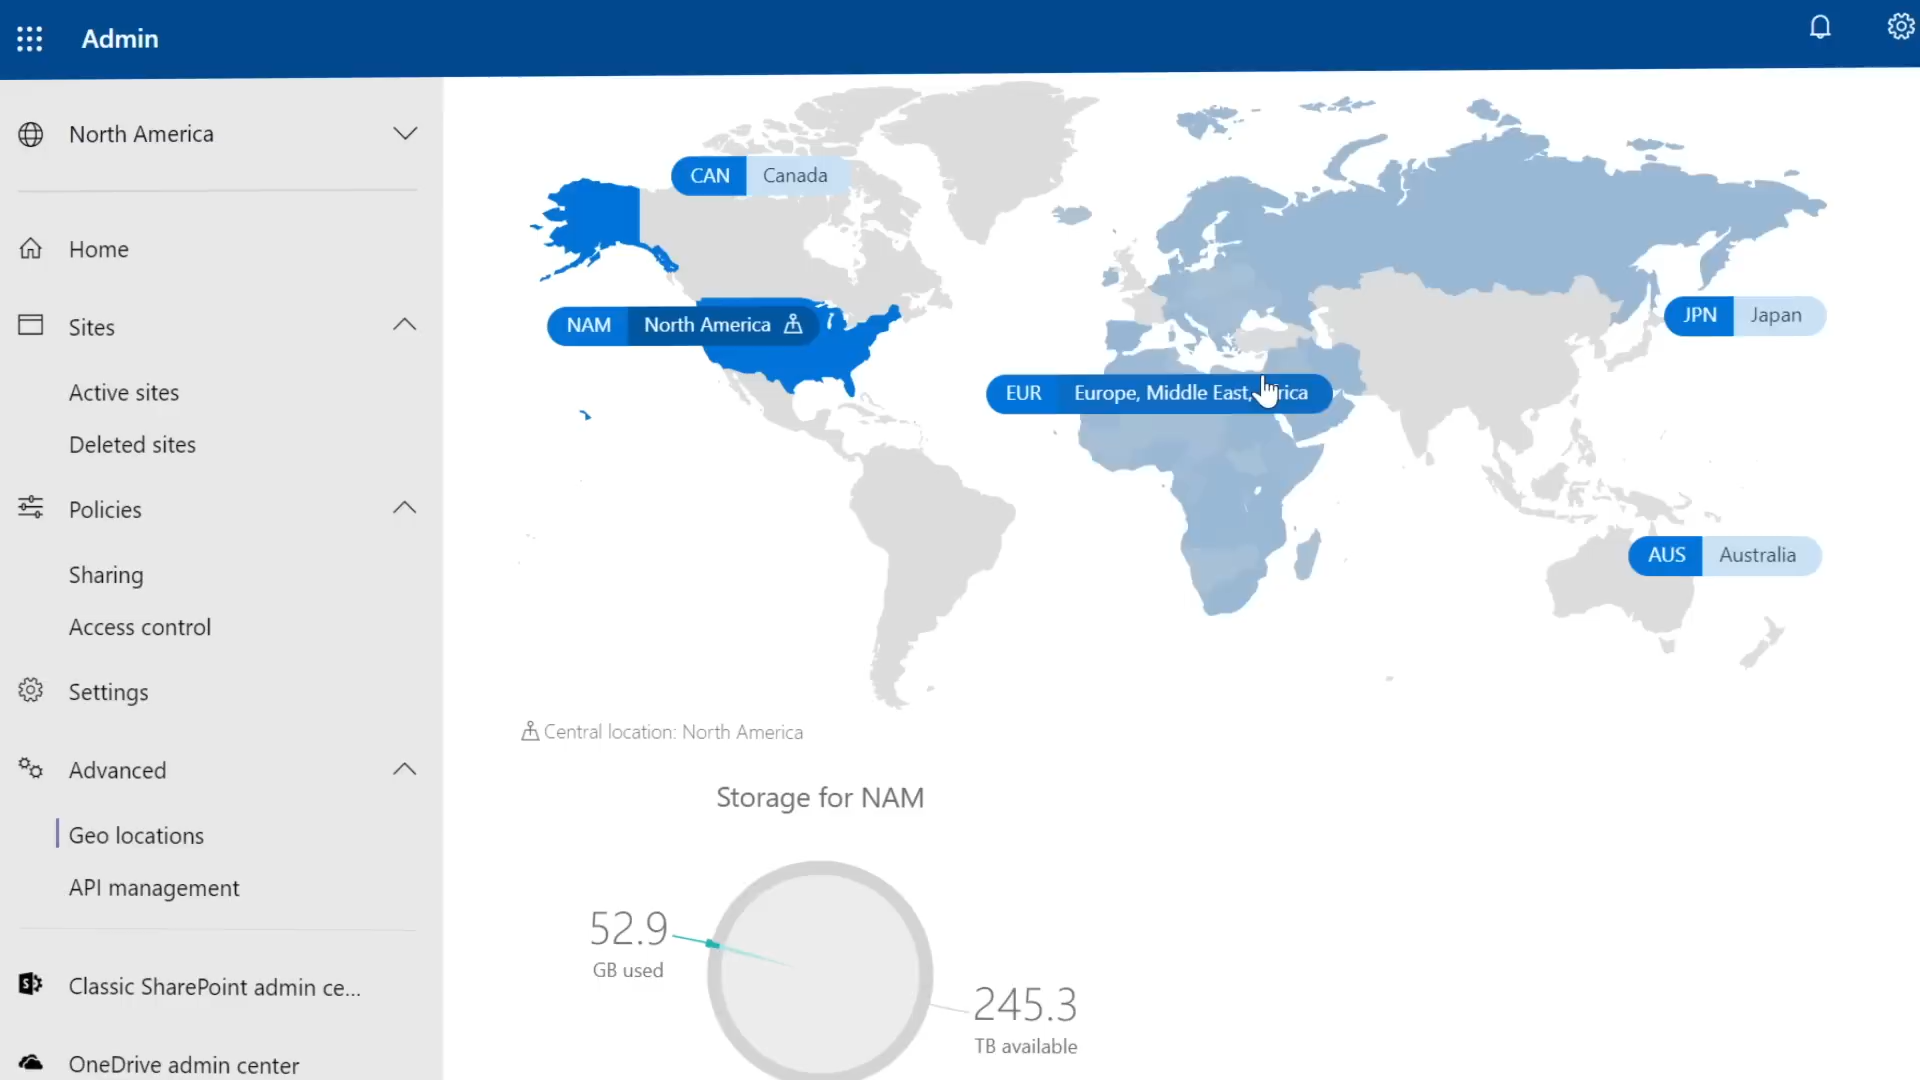 Admin
North America
Home
Sites
Active sites
Deleted sites
Policies
Sharing
Access control
Settings
Advanced
Geo locations
API management
Classic SharePoint admin ce...
OneDrive admin center
CAN Canada
NAM North America
EUR Europe, Middle East,
JPN Japan
AUS Australia
Central location: North America
Storage for NAM
52.9
GB used
245.3
TB available